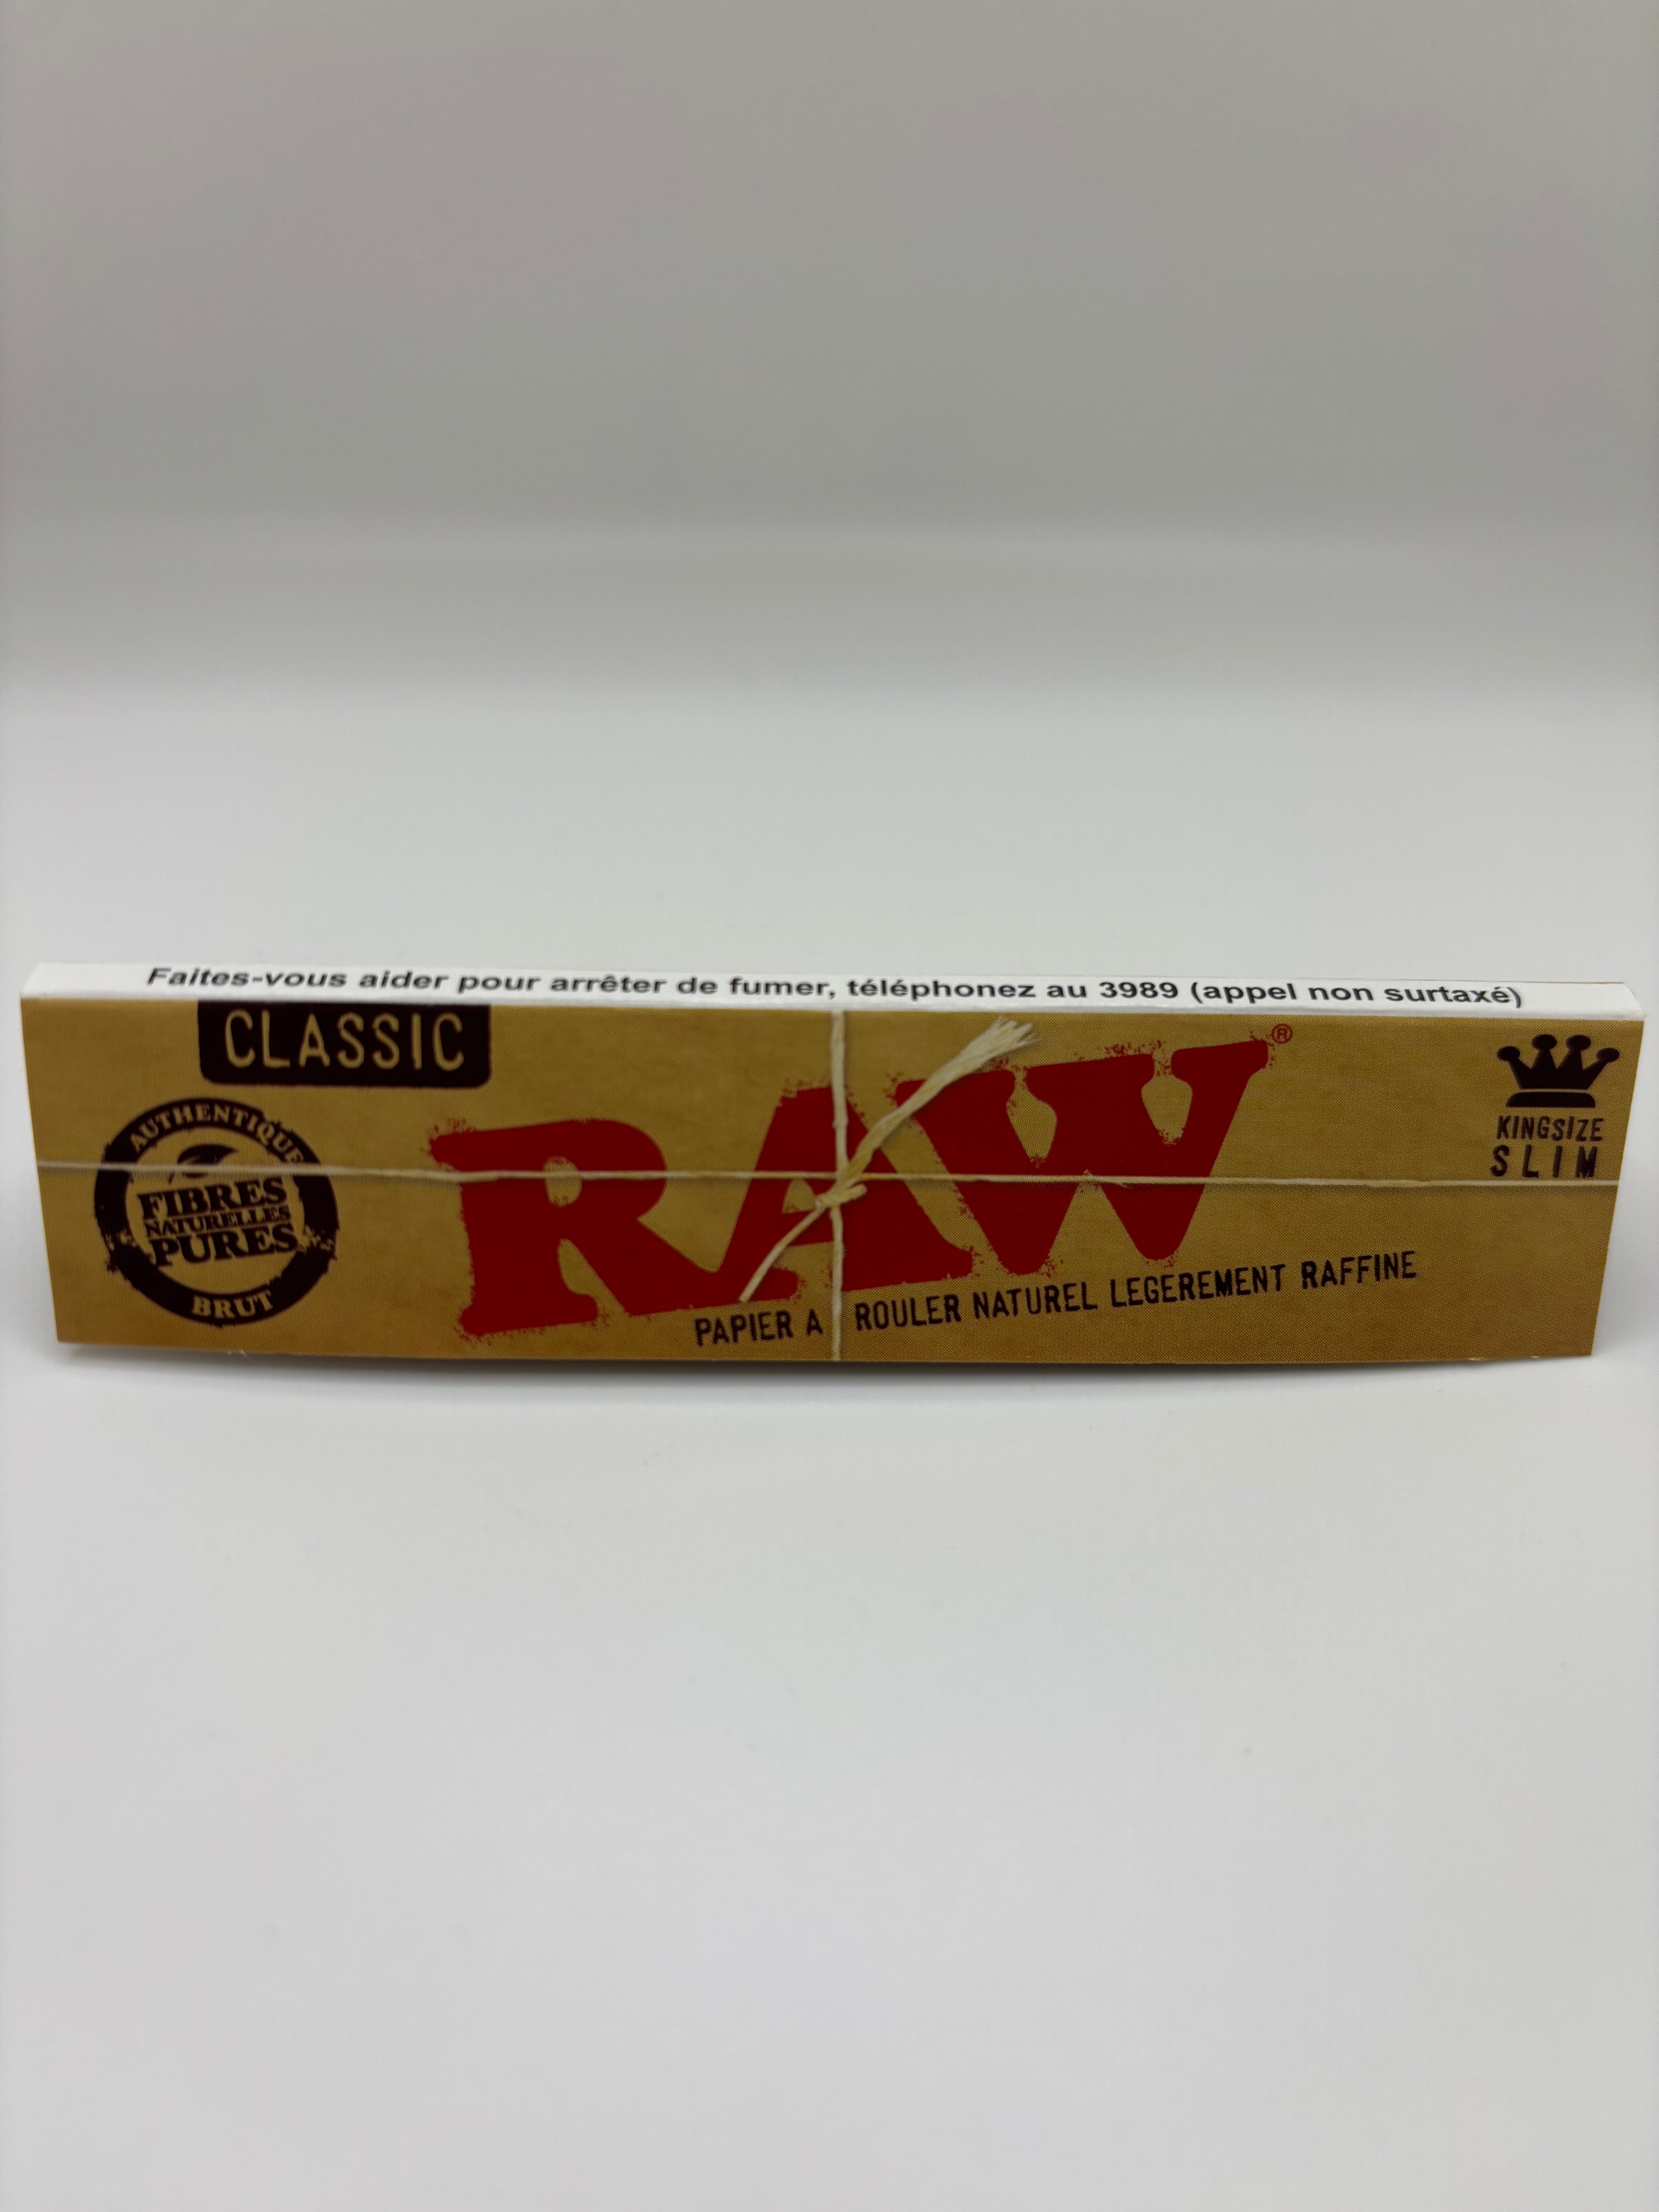 Faites-vous aider pour arrêter de fumer, téléphonez au 3989 (appel non surtaxé)
CLASSIC
AUTHENTIQUE
FIBRES
NATURELLES
PURES
BRUT
RAW®
PAPIER A ROULER NATUREL LEGEREMENT RAFFINE
KINGSIZE
SLIM